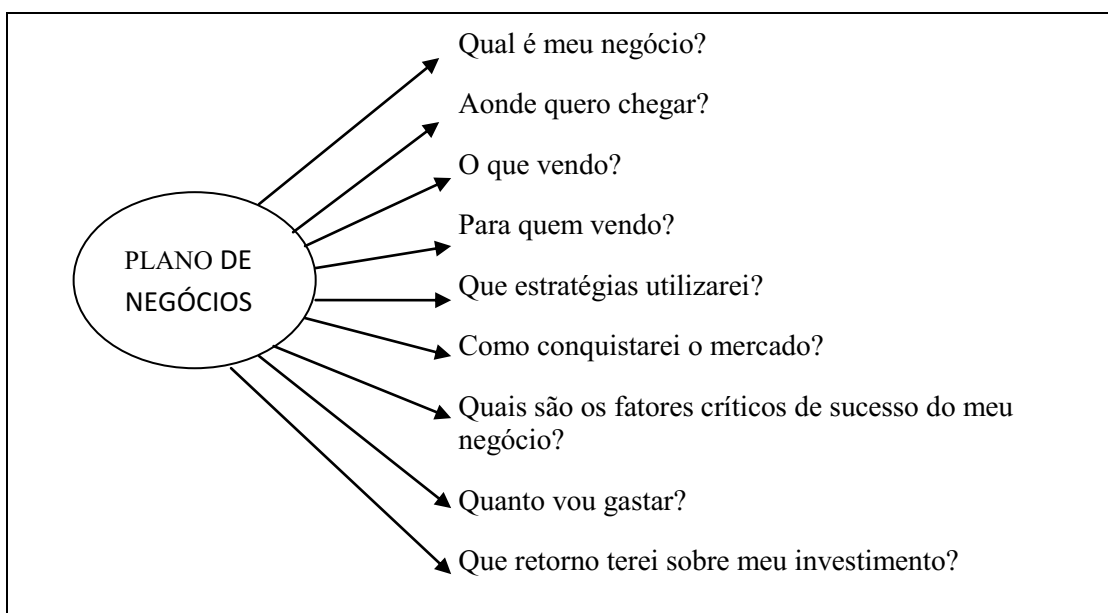 Qual é meu negócio?
Aonde quero chegar?
O que vendo?
Para quem vendo?
PLANO DE
NEGÓCIOS
Que estratégias utilizarei?
Como conquistarei o mercado?
Quais são os fatores críticos de sucesso do meu
negócio?
Quanto vou gastar?
Que retorno terei sobre meu investimento?